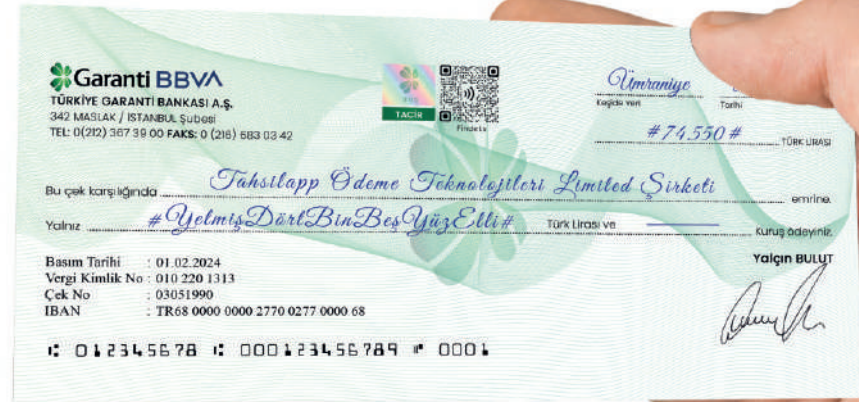 Garanti BBVA
TÜRKİYE GARANTİ BANKASI A.Ş.
342 MASLAK / İSTANBUL Şubesi
TEL: 0(212) 367 39 00 FAKS: 0 (216) 683 03 42
TACİR
Findeks
Ümraniye
Keşide Yeri
Tarihi
#74.550#
TÜRK LİRASI
Bu çek karşılığında Tahsilapp Ödeme Teknolojileri Limited Şirketi emrine.
Yalnız #YetmişDörtBinBeşYüzElli# Türk Lirası ve Kuruş ödeyiniz.
Yalçın BULUT
Basım Tarihi : 01.02.2024
Vergi Kimlik No : 010 220 1313
Çek No : 03051990
IBAN : TR68 0000 0000 2770 0277 0000 68
⑆ 012345678 ⑆ 000123456789 ⑈ 0001